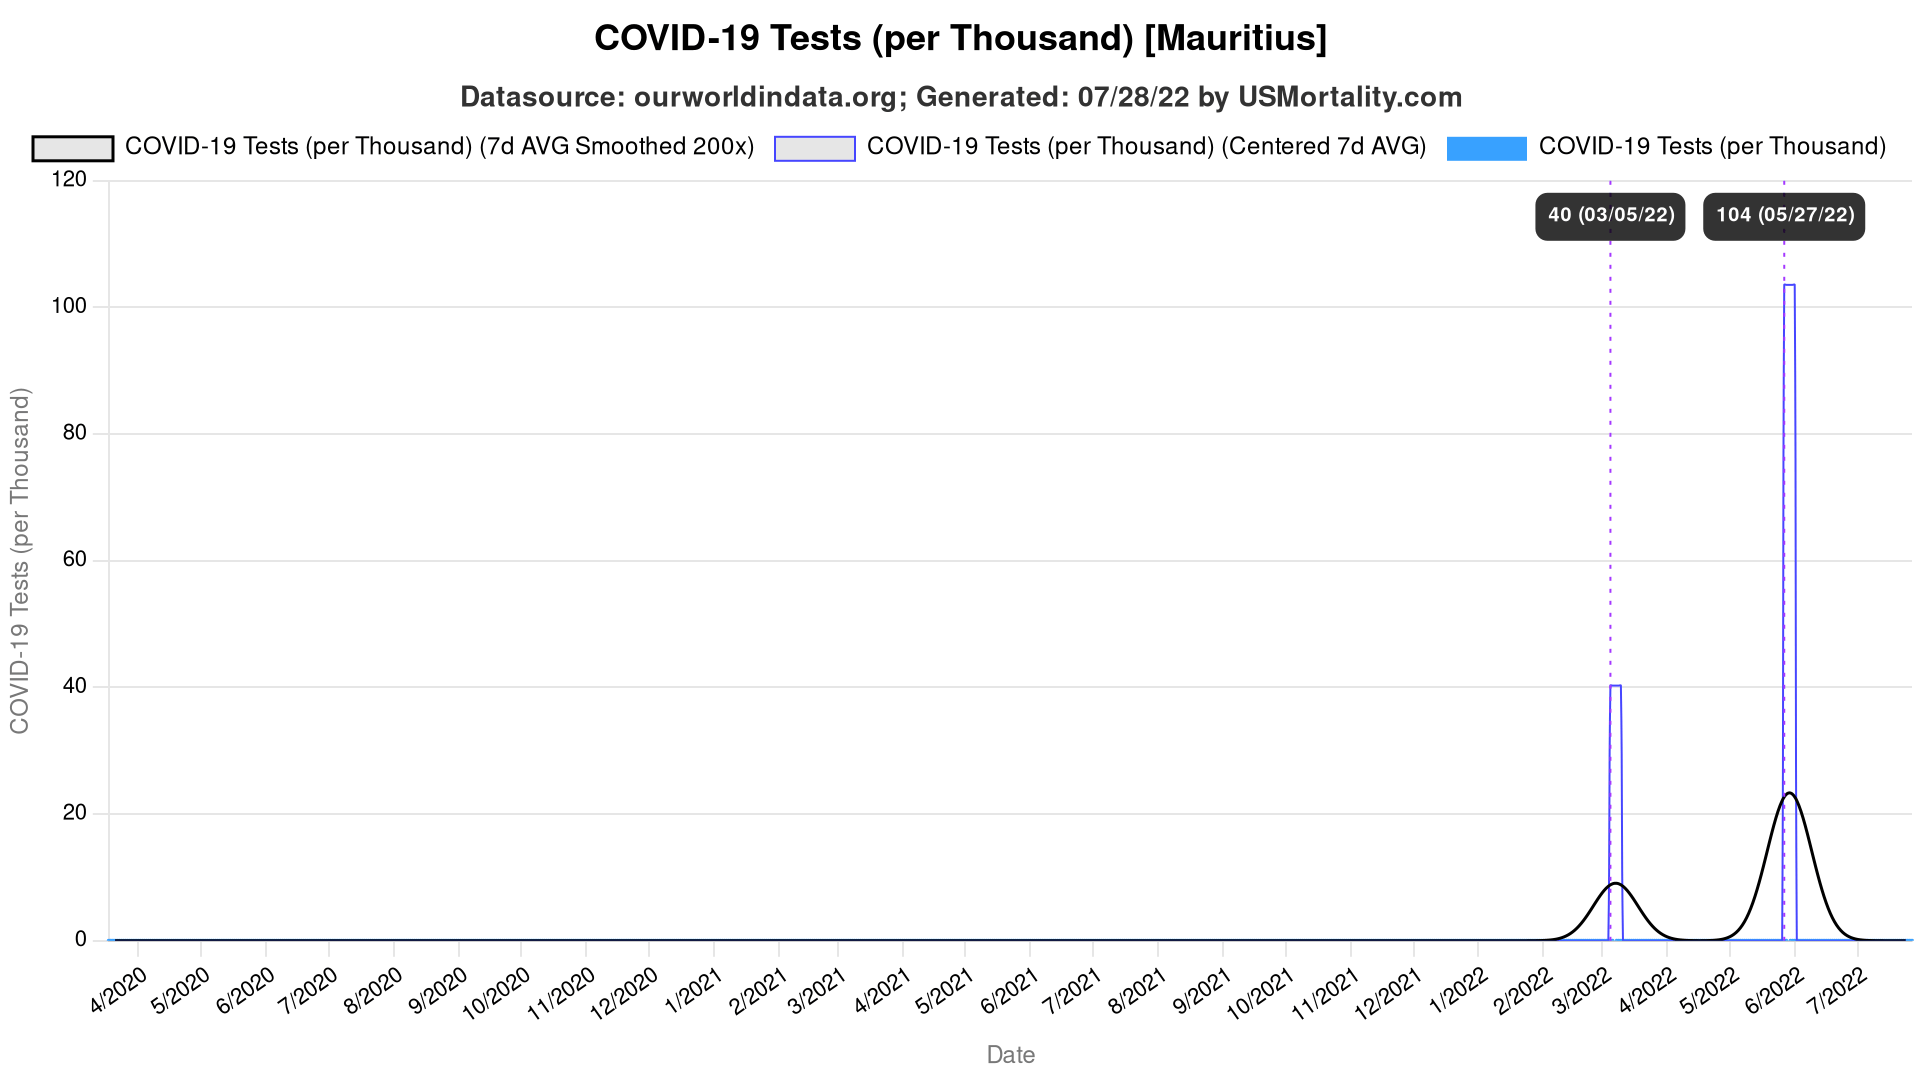 COVID-19 Tests (per Thousand) [Mauritius]
Datasource: ourworldindata.org; Generated: 07/28/22 by USMortality.com
COVID-19 Tests (per Thousand) (7d AVG Smoothed 200x) COVID-19 Tests (per Thousand) (Centered 7d AVG) COVID-19 Tests (per Thousand)
40 (03/05/22) 104 (05/27/22)
COVID-19 Tests (per Thousand)
120
100
80
60
40
20
0
4/2020 5/2020 6/2020 7/2020 8/2020 9/2020 10/2020 11/2020 12/2020 1/2021 2/2021 3/2021 4/2021 5/2021 6/2021 7/2021 8/2021 9/2021 10/2021 11/2021 12/2021 1/2022 2/2022 3/2022 4/2022 5/2022 6/2022 7/2022
Date